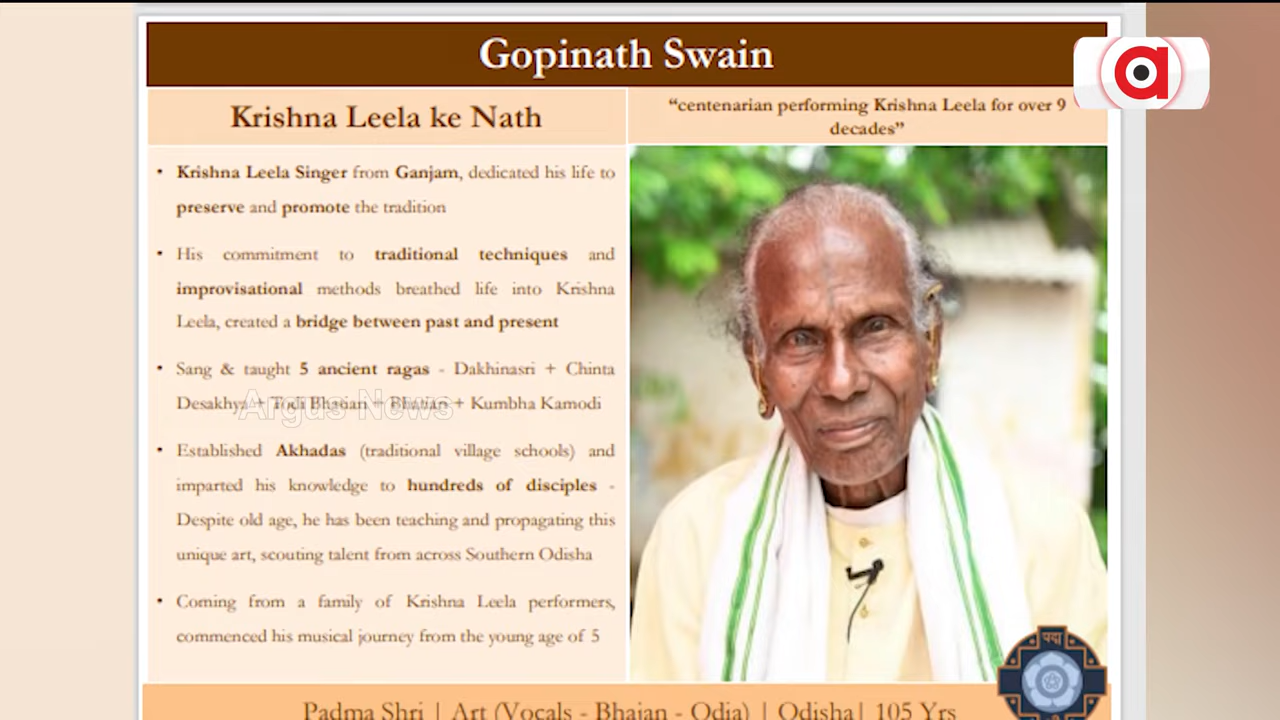 Gopinath Swain
Krishna Leela ke Nath
“centenarian performing Krishna Leela for over 9
decades”
• Krishna Leela Singer from Ganjam, dedicated his life to
preserve and promote the tradition
• His commitment to traditional techniques and
improvisational methods breathed life into Krishna
Leela, created a bridge between past and present
• Sang & taught 5 ancient ragas - Dakhinasri + Chinta
Desakhya + Todi Bhatiari + Bhatiari + Kumbha Kamodi
Argus News
• Established Akhadas (traditional village schools) and
imparted his knowledge to hundreds of disciples -
Despite old age, he has been teaching and propagating this
unique art, scouting talent from across Southern Odisha
• Coming from a family of Krishna Leela performers,
commenced his musical journey from the young age of 5
Padma Shri | Art (Vocals - Bhajan - Odia) | Odisha| 105 Yrs
a
पद्म